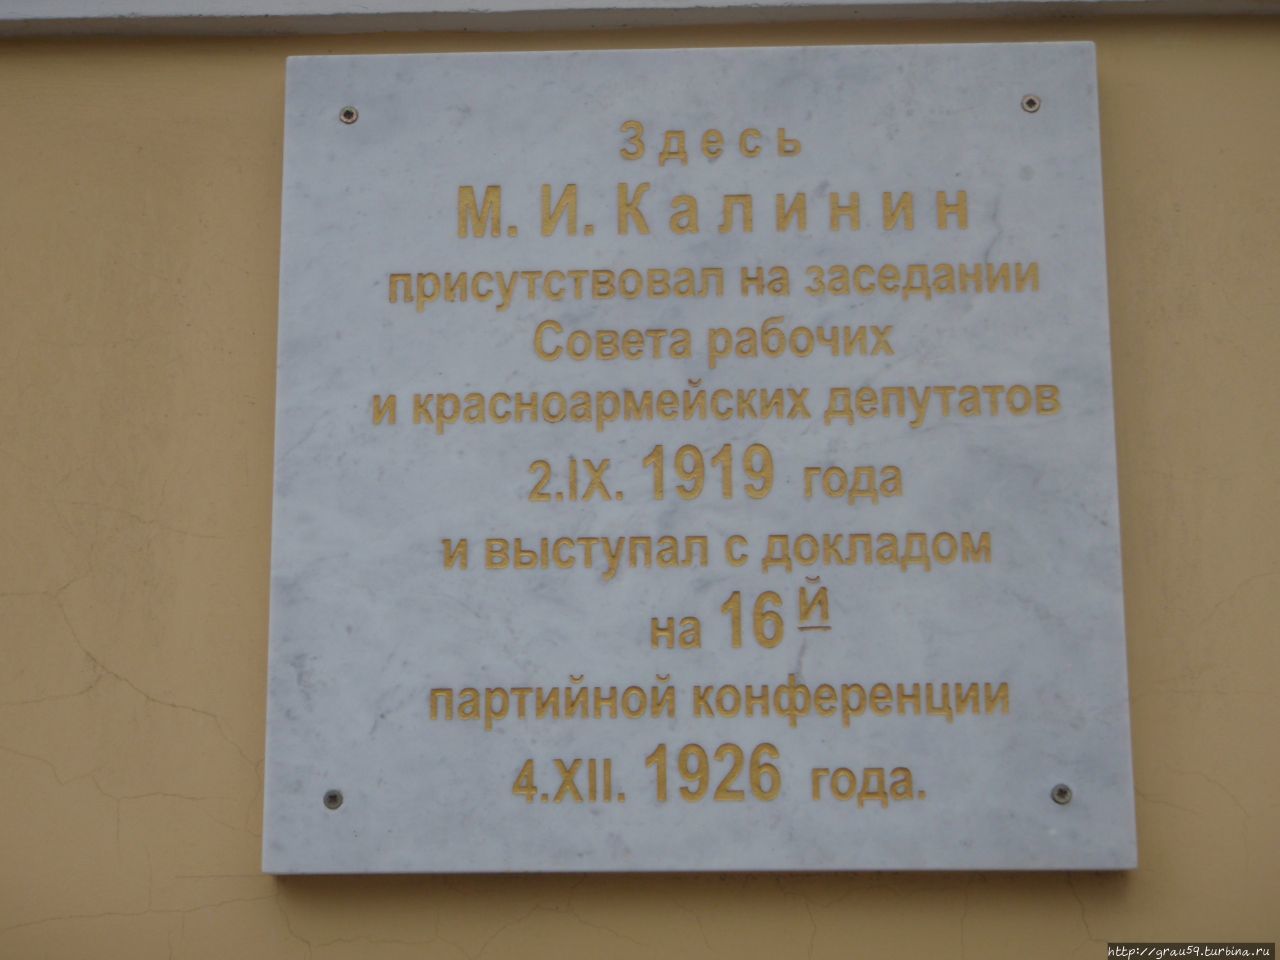 Здесь
М. И. Калинин
присутствовал на заседании
Совета рабочих
и красноармейских депутатов
2.IX. 1919 года
и выступал с докладом
на 16й
партийной конференции
4.XII. 1926 года.
http://grau59.turbina.ru